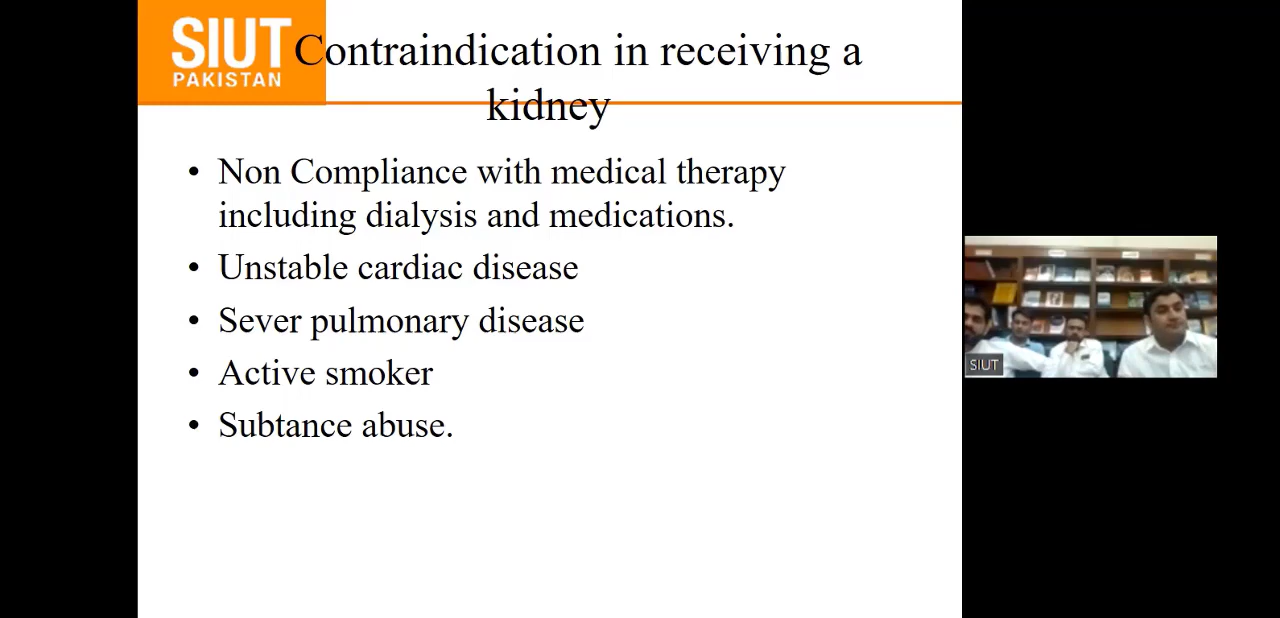 SIUT
PAKISTAN
Contraindication in receiving a
kidney
• Non Compliance with medical therapy
including dialysis and medications.
• Unstable cardiac disease
• Sever pulmonary disease
• Active smoker
• Subtance abuse.
SIUT